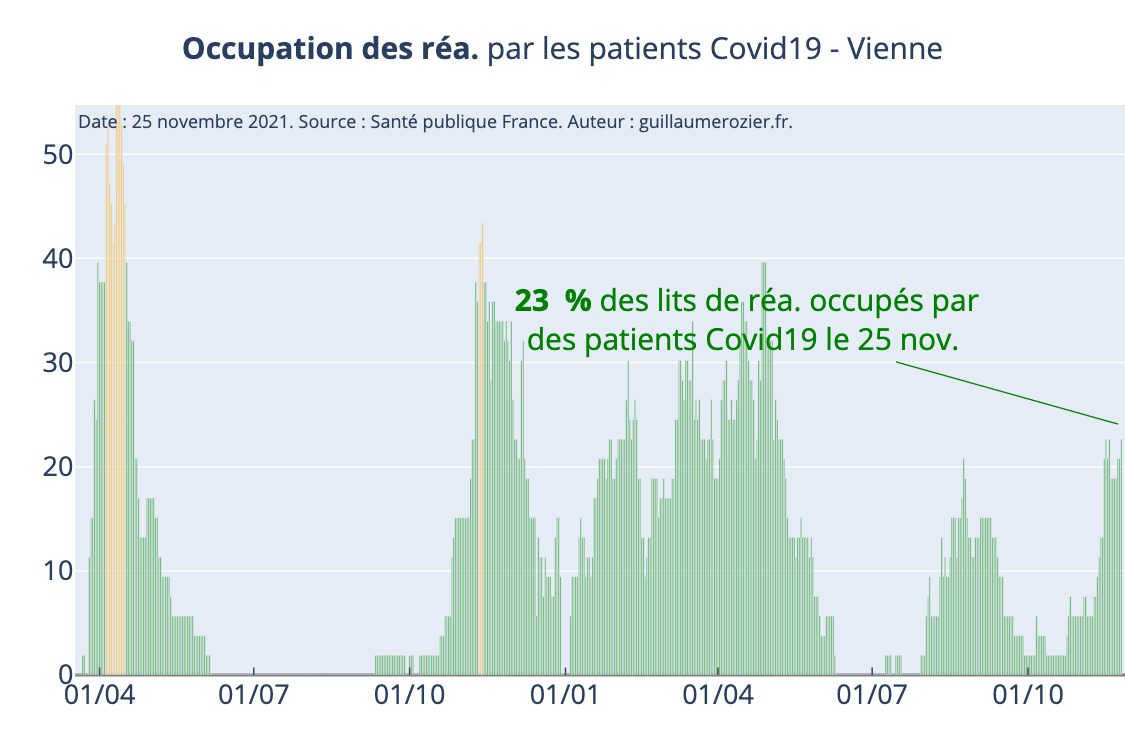 Occupation des réa. par les patients Covid19 - Vienne
Date : 25 novembre 2021. Source : Santé publique France. Auteur : guillaumerozier.fr.
50
40
23 % des lits de réa. occupés par
des patients Covid19 le 25 nov.
30
20
10
0
01/04 01/07 01/10 01/01 01/04 01/07 01/10